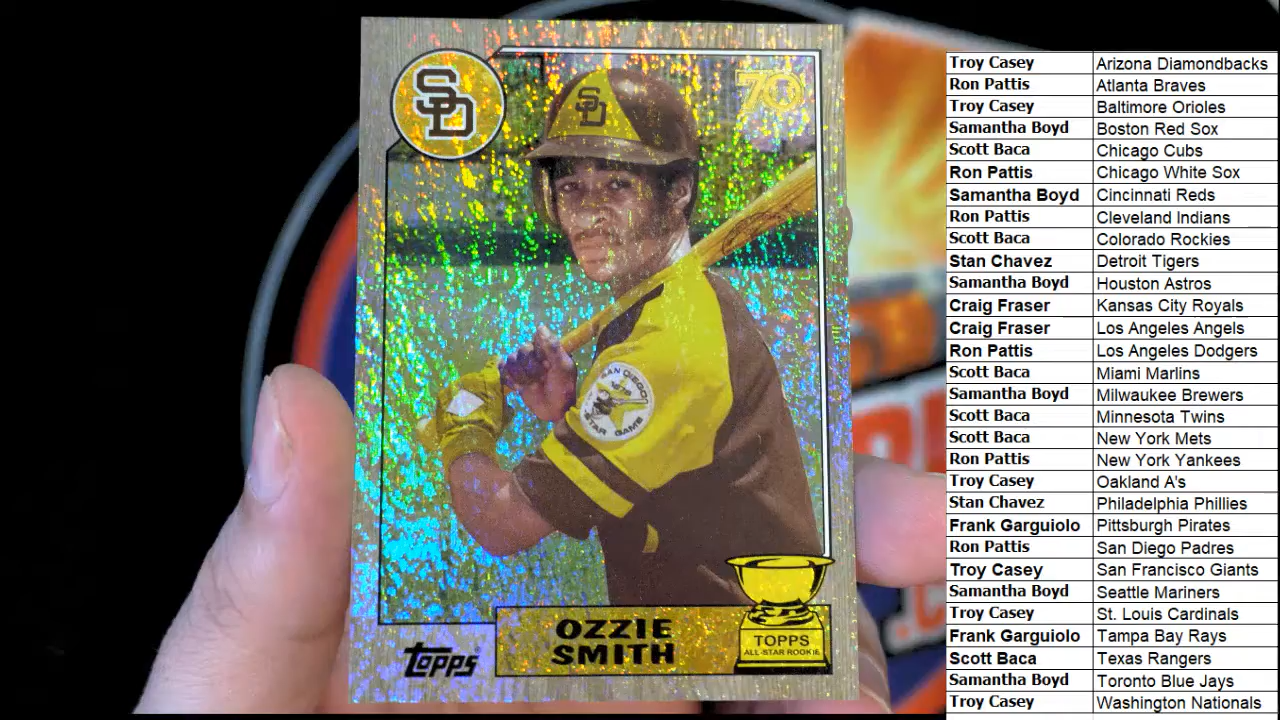 SD
70
SD
SAN DIEGO
1978
STAR GAME
OZZIE
SMITH
TOPPS
ALL-STAR ROOKIE
topps
Troy Casey Arizona Diamondbacks
Ron Pattis Atlanta Braves
Troy Casey Baltimore Orioles
Samantha Boyd Boston Red Sox
Scott Baca Chicago Cubs
Ron Pattis Chicago White Sox
Samantha Boyd Cincinnati Reds
Ron Pattis Cleveland Indians
Scott Baca Colorado Rockies
Stan Chavez Detroit Tigers
Samantha Boyd Houston Astros
Craig Fraser Kansas City Royals
Craig Fraser Los Angeles Angels
Ron Pattis Los Angeles Dodgers
Scott Baca Miami Marlins
Samantha Boyd Milwaukee Brewers
Scott Baca Minnesota Twins
Scott Baca New York Mets
Ron Pattis New York Yankees
Troy Casey Oakland A's
Stan Chavez Philadelphia Phillies
Frank Garguiolo Pittsburgh Pirates
Ron Pattis San Diego Padres
Troy Casey San Francisco Giants
Samantha Boyd Seattle Mariners
Troy Casey St. Louis Cardinals
Frank Garguiolo Tampa Bay Rays
Scott Baca Texas Rangers
Samantha Boyd Toronto Blue Jays
Troy Casey Washington Nationals